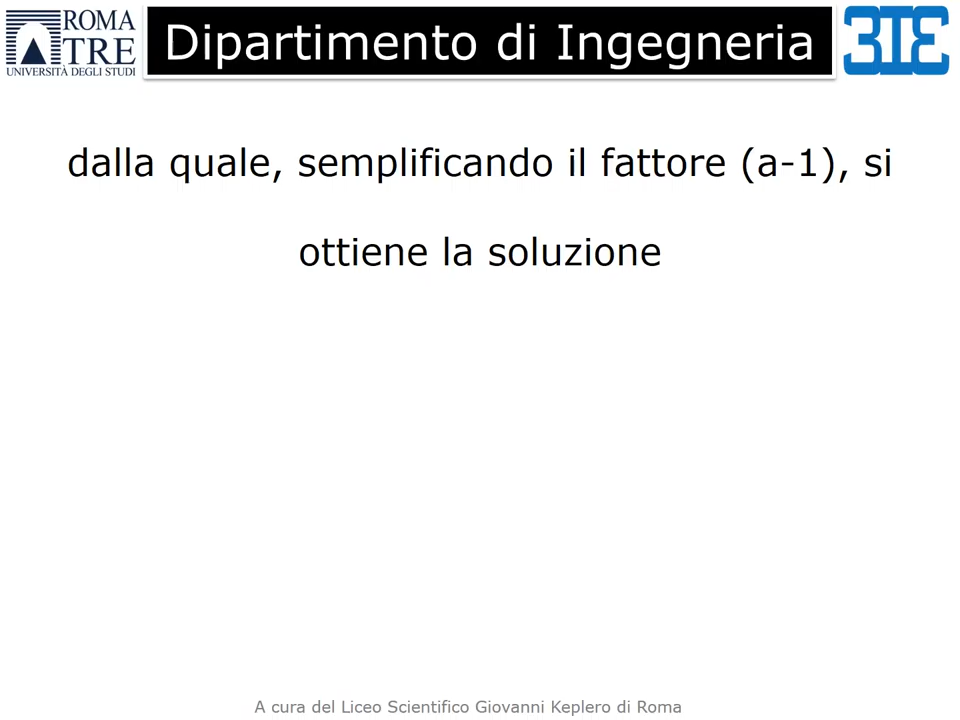 ROMA
TRE
UNIVERSITÀ DEGLI STUDI
Dipartimento di Ingegneria
3TE
dalla quale, semplificando il fattore (a-1), si
ottiene la soluzione
A cura del Liceo Scientifico Giovanni Keplero di Roma